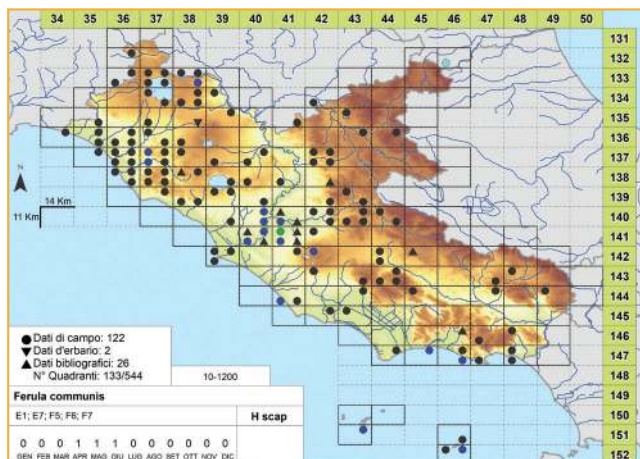 34 35 36 37 38 39 40 41 42 43 44 45 46 47 48 49 50
131
132
133
134
135
136
137
138
139
140
141
142
143
144
145
146
147
148
149
150
151
152
N
14 Km
11 Km
Dati di campo: 122
Dati d'erbario: 2
Dati bibliografici: 26
N° Quadranti: 133/544
10-1200
Ferula communis
E1; E7; F5; F6; F7
H scap
0 0 0 1 1 1 0 0 0 0 0 0
GEN FEB MAR APR MAG GIU LUG AGO SET OTT NOV DIC